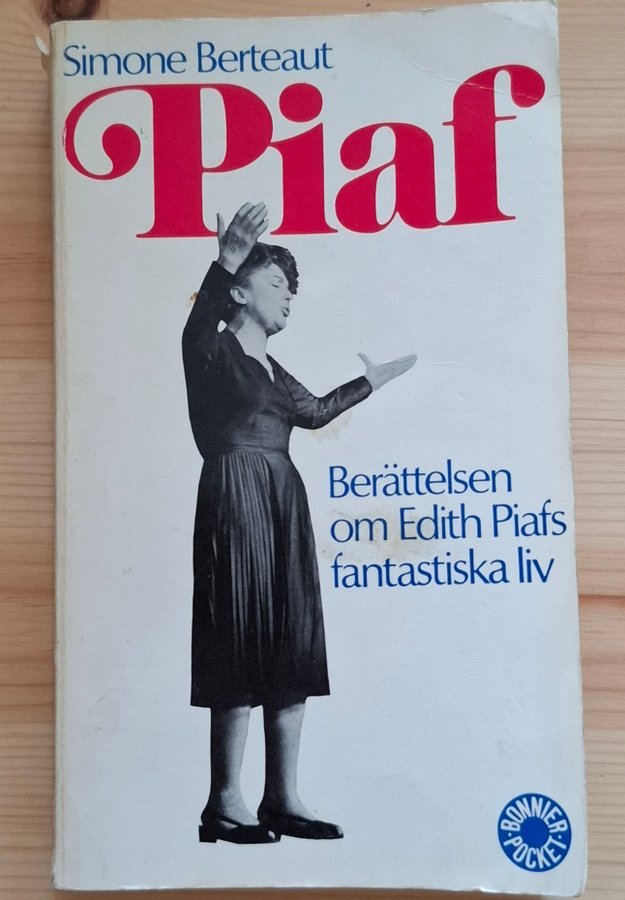 Simone Berteaut
Piaf
Berättelsen
om Edith Piafs
fantastiska liv
BONNIER
POCKET